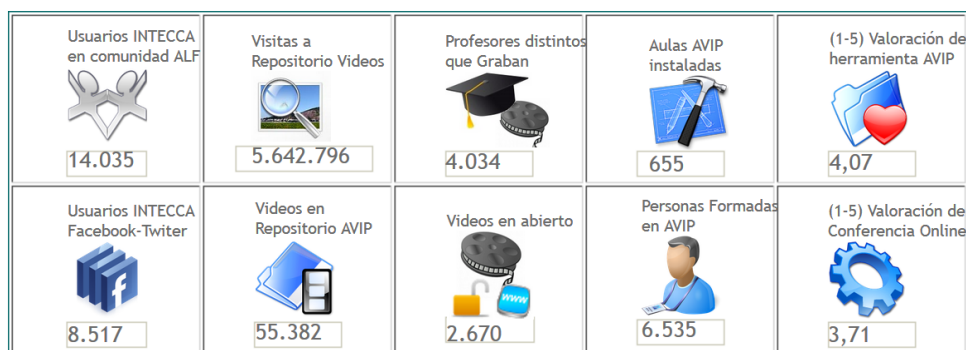 Usuarios INTECCA
en comunidad ALF
14.035
Visitas a
Repositorio Videos
5.642.796
Profesores distintos
que Graban
4.034
Aulas AVIP
instaladas
655
(1-5) Valoración de
herramienta AVIP
4,07
Usuarios INTECCA
Facebook-Twiter
f
8.517
Videos en
Repositorio AVIP
55.382
Videos en abierto
www
2.670
Personas Formadas
en AVIP
6.535
(1-5) Valoración de
Conferencia Online
3,71